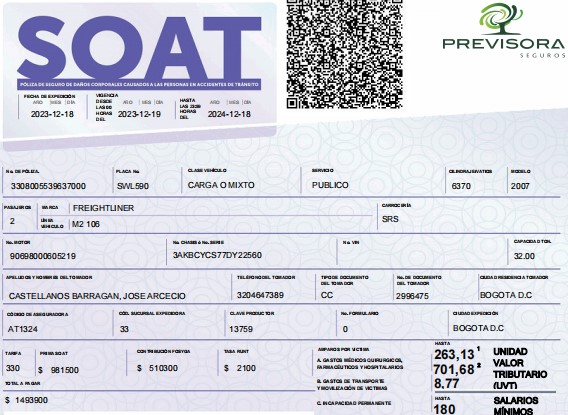 SOAT
PÓLIZA DE SEGURO DE DAÑOS CORPORALES CAUSADOS A LAS PERSONAS EN ACCIDENTES DE TRÁNSITO
PREVISORA
SEGUROS
FECHA DE EXPEDICIÓN
AÑO | MES | DÍA
2023-12-18
VIGENCIA DESDE LAS 00 HORAS DEL
AÑO | MES | DÍA
2023-12-19
HASTA LAS 23:59 HORAS DEL
AÑO | MES | DÍA
2024-12-18
No. DE PÓLIZA. PLACA No. CLASE VEHÍCULO SERVICIO CILINDRAJE/VATIOS MODELO
3308005539637000 SWL590 CARGA O MIXTO PUBLICO 6370 2007
PASAJEROS MARCA FREIGHTLINER CARROCERÍA
2 LÍNEA VEHICULO M2 106 SRS
No. MOTOR No. CHASIS ó No. SERIE No. VIN CAPACIDAD TON.
90698000605219 3AKBCYCS77DY22560 32.00
APELLIDOS Y NOMBRES DEL TOMADOR TELÉFONO DEL TOMADOR TIPO DE DOCUMENTO DEL TOMADOR No. DE DOCUMENTO DEL TOMADOR CIUDAD RESIDENCIA TOMADOR
CASTELLANOS BARRAGAN, JOSE ARCECIO 3204647389 CC 2996475 BOGOTA D.C
CÓDIGO DE ASEGURADORA CÓD. SUCURSAL EXPEDIDORA CLAVE PRODUCTOR No. FORMULARIO CIUDAD EXPEDICIÓN
AT1324 33 13759 0 BOGOTA D.C
TARIFA PRIMA SOAT CONTRIBUCIÓN FOSYGA TASA RUNT
330 $ 981500 $ 510300 $ 2100
TOTAL A PAGAR
$ 1493900
AMPAROS POR VICTIMA
A. GASTOS MÉDICOS QUIRURGICOS, FARMACÉUTICOS Y HOSPITALARIOS
B. GASTOS DE TRANSPORTE Y MOVILIZACIÓN DE VICTIMAS
C. INCAPACIDAD PERMANENTE
HASTA
263,13 ¹
701,68 ²
8.77
UNIDAD VALOR TRIBUTARIO (UVT)
HASTA
180
SALARIOS MÍNIMOS